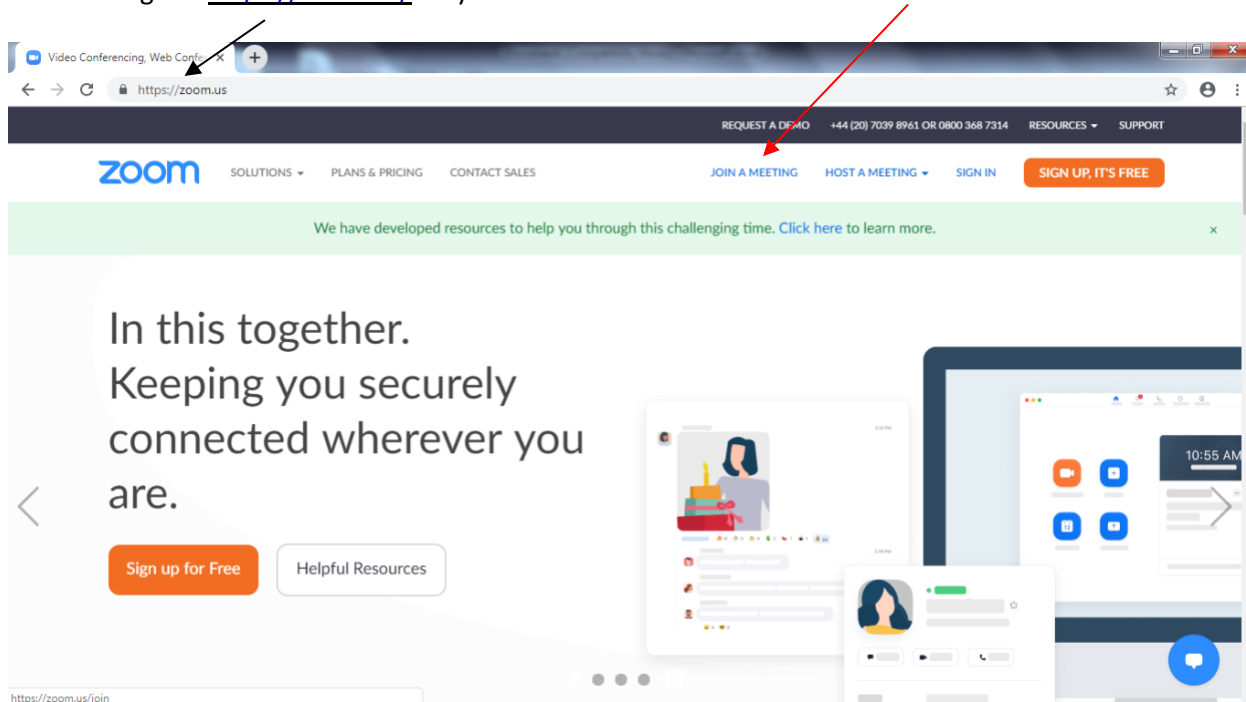 Video Conferencing, Web Confe
https://zoom.us
REQUEST A DEMO +44 (20) 7039 8961 OR 0800 368 7314 RESOURCES SUPPORT
zoom SOLUTIONS PLANS & PRICING CONTACT SALES JOIN A MEETING HOST A MEETING SIGN IN SIGN UP, IT'S FREE
We have developed resources to help you through this challenging time. Click here to learn more.
In this together.
Keeping you securely
connected wherever you
are.
10:55 AM
Sign up for Free Helpful Resources
https://zoom.us/join